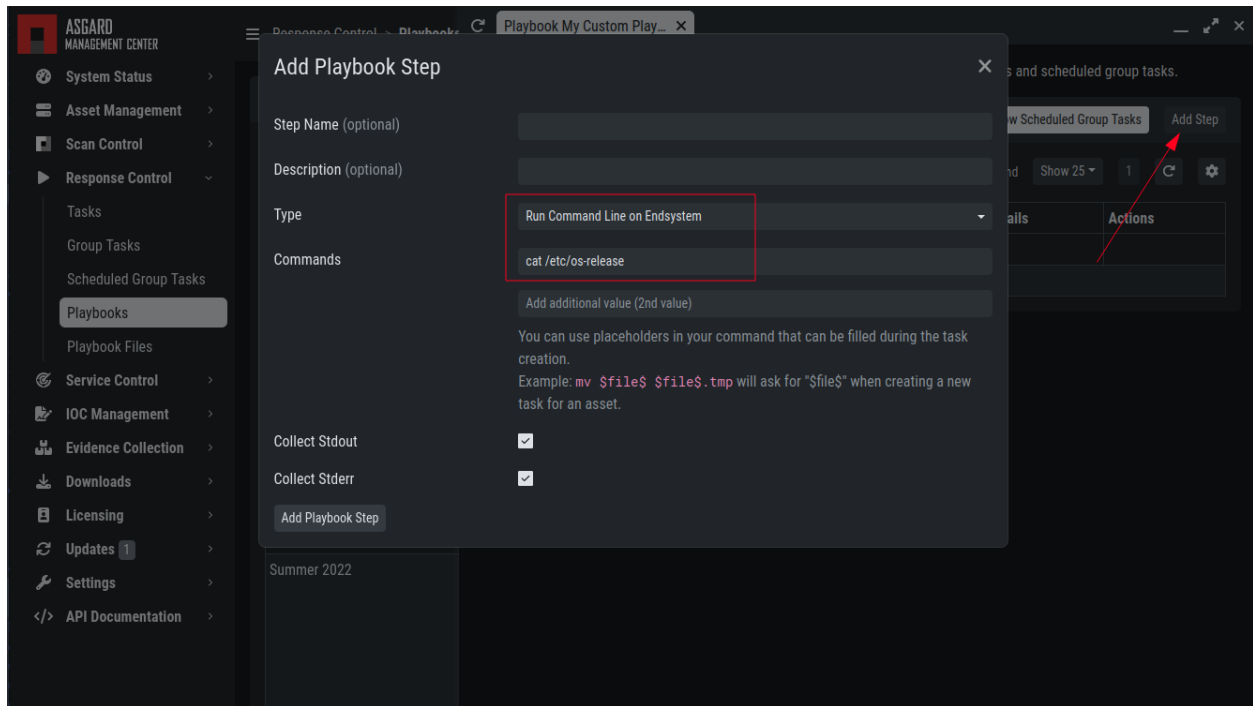 ASGARD
MANAGEMENT CENTER
System Status
Asset Management
Scan Control
Response Control
Tasks
Group Tasks
Scheduled Group Tasks
Playbooks
Playbook Files
Service Control
IOC Management
Evidence Collection
Downloads
Licensing
Updates 1
Settings
API Documentation
Response Control > Playbooks
Playbook My Custom Play…
s and scheduled group tasks.
w Scheduled Group Tasks
Add Step
nd
Show 25
1
ails
Actions
Add Playbook Step
Step Name (optional)
Description (optional)
Type
Run Command Line on Endsystem
Commands
cat /etc/os-release
Add additional value (2nd value)
You can use placeholders in your command that can be filled during the task
creation.
Example: mv $file$ $file$.tmp will ask for "$file$" when creating a new
task for an asset.
Collect Stdout
Collect Stderr
Add Playbook Step
Summer 2022